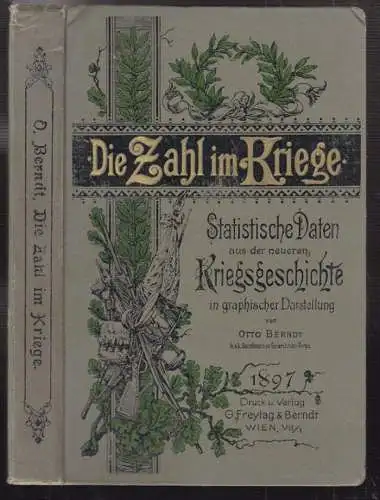 O. Berndt, Die Zahl im Kriege.
Die Zahl im Kriege
Statistische Daten
aus der neueren
Kriegsgeschichte
in graphischer Darstellung
von
OTTO BERNDT
1897
Druck u. Verlag
G. Freytag & Berndt
WIEN, VII/1